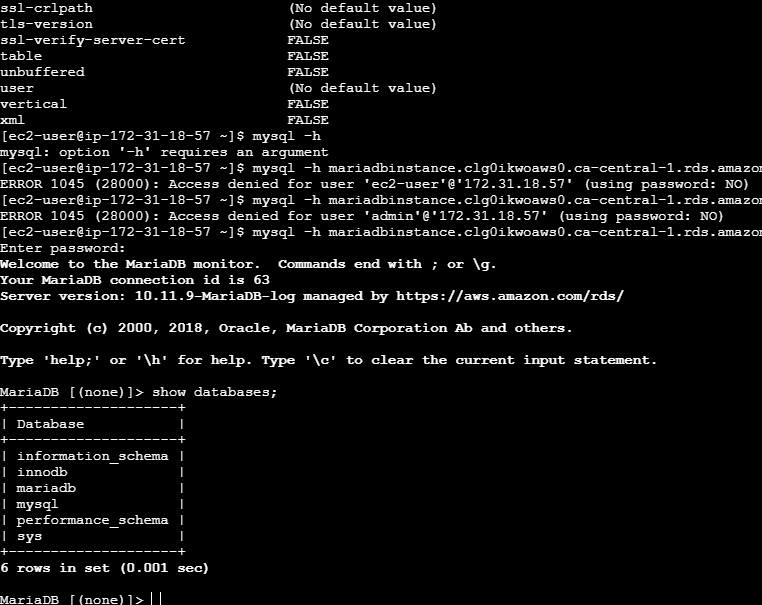 ssl-crlpath                       (No default value)
tls-version                       (No default value)
ssl-verify-server-cert            FALSE
table                             FALSE
unbuffered                        FALSE
user                              (No default value)
vertical                          FALSE
xml                               FALSE
[ec2-user@ip-172-31-18-57 ~]$ mysql -h
mysql: option '-h' requires an argument
[ec2-user@ip-172-31-18-57 ~]$ mysql -h mariadbinstance.clg0ikwoaws0.ca-central-1.rds.amazon
ERROR 1045 (28000): Access denied for user 'ec2-user'@'172.31.18.57' (using password: NO)
[ec2-user@ip-172-31-18-57 ~]$ mysql -h mariadbinstance.clg0ikwoaws0.ca-central-1.rds.amazon
ERROR 1045 (28000): Access denied for user 'admin'@'172.31.18.57' (using password: NO)
[ec2-user@ip-172-31-18-57 ~]$ mysql -h mariadbinstance.clg0ikwoaws0.ca-central-1.rds.amazon
Enter password:
Welcome to the MariaDB monitor.  Commands end with ; or \g.
Your MariaDB connection id is 63
Server version: 10.11.9-MariaDB-log managed by https://aws.amazon.com/rds/
Copyright (c) 2000, 2018, Oracle, MariaDB Corporation Ab and others.
Type 'help;' or '\h' for help. Type '\c' to clear the current input statement.
MariaDB [(none)]> show databases;
+--------------------+
| Database           |
+--------------------+
| information_schema |
| innodb             |
| mariadb            |
| mysql              |
| performance_schema |
| sys                |
+--------------------+
6 rows in set (0.001 sec)
MariaDB [(none)]>